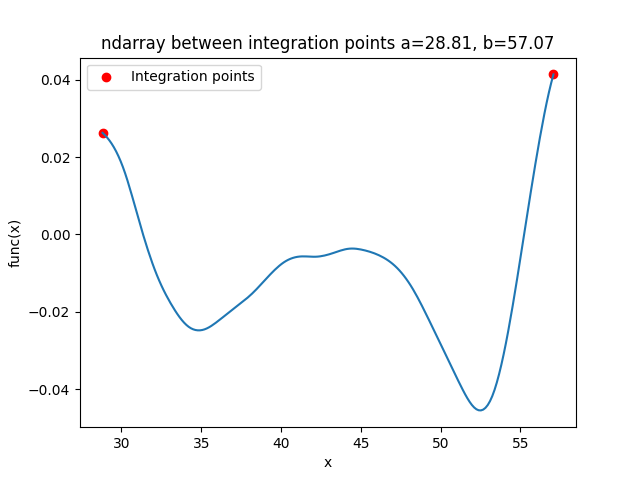 ndarray between integration points a=28.81, b=57.07
Integration points
0.04
0.02
0.00
−0.02
−0.04
func(x)
30 35 40 45 50 55
x